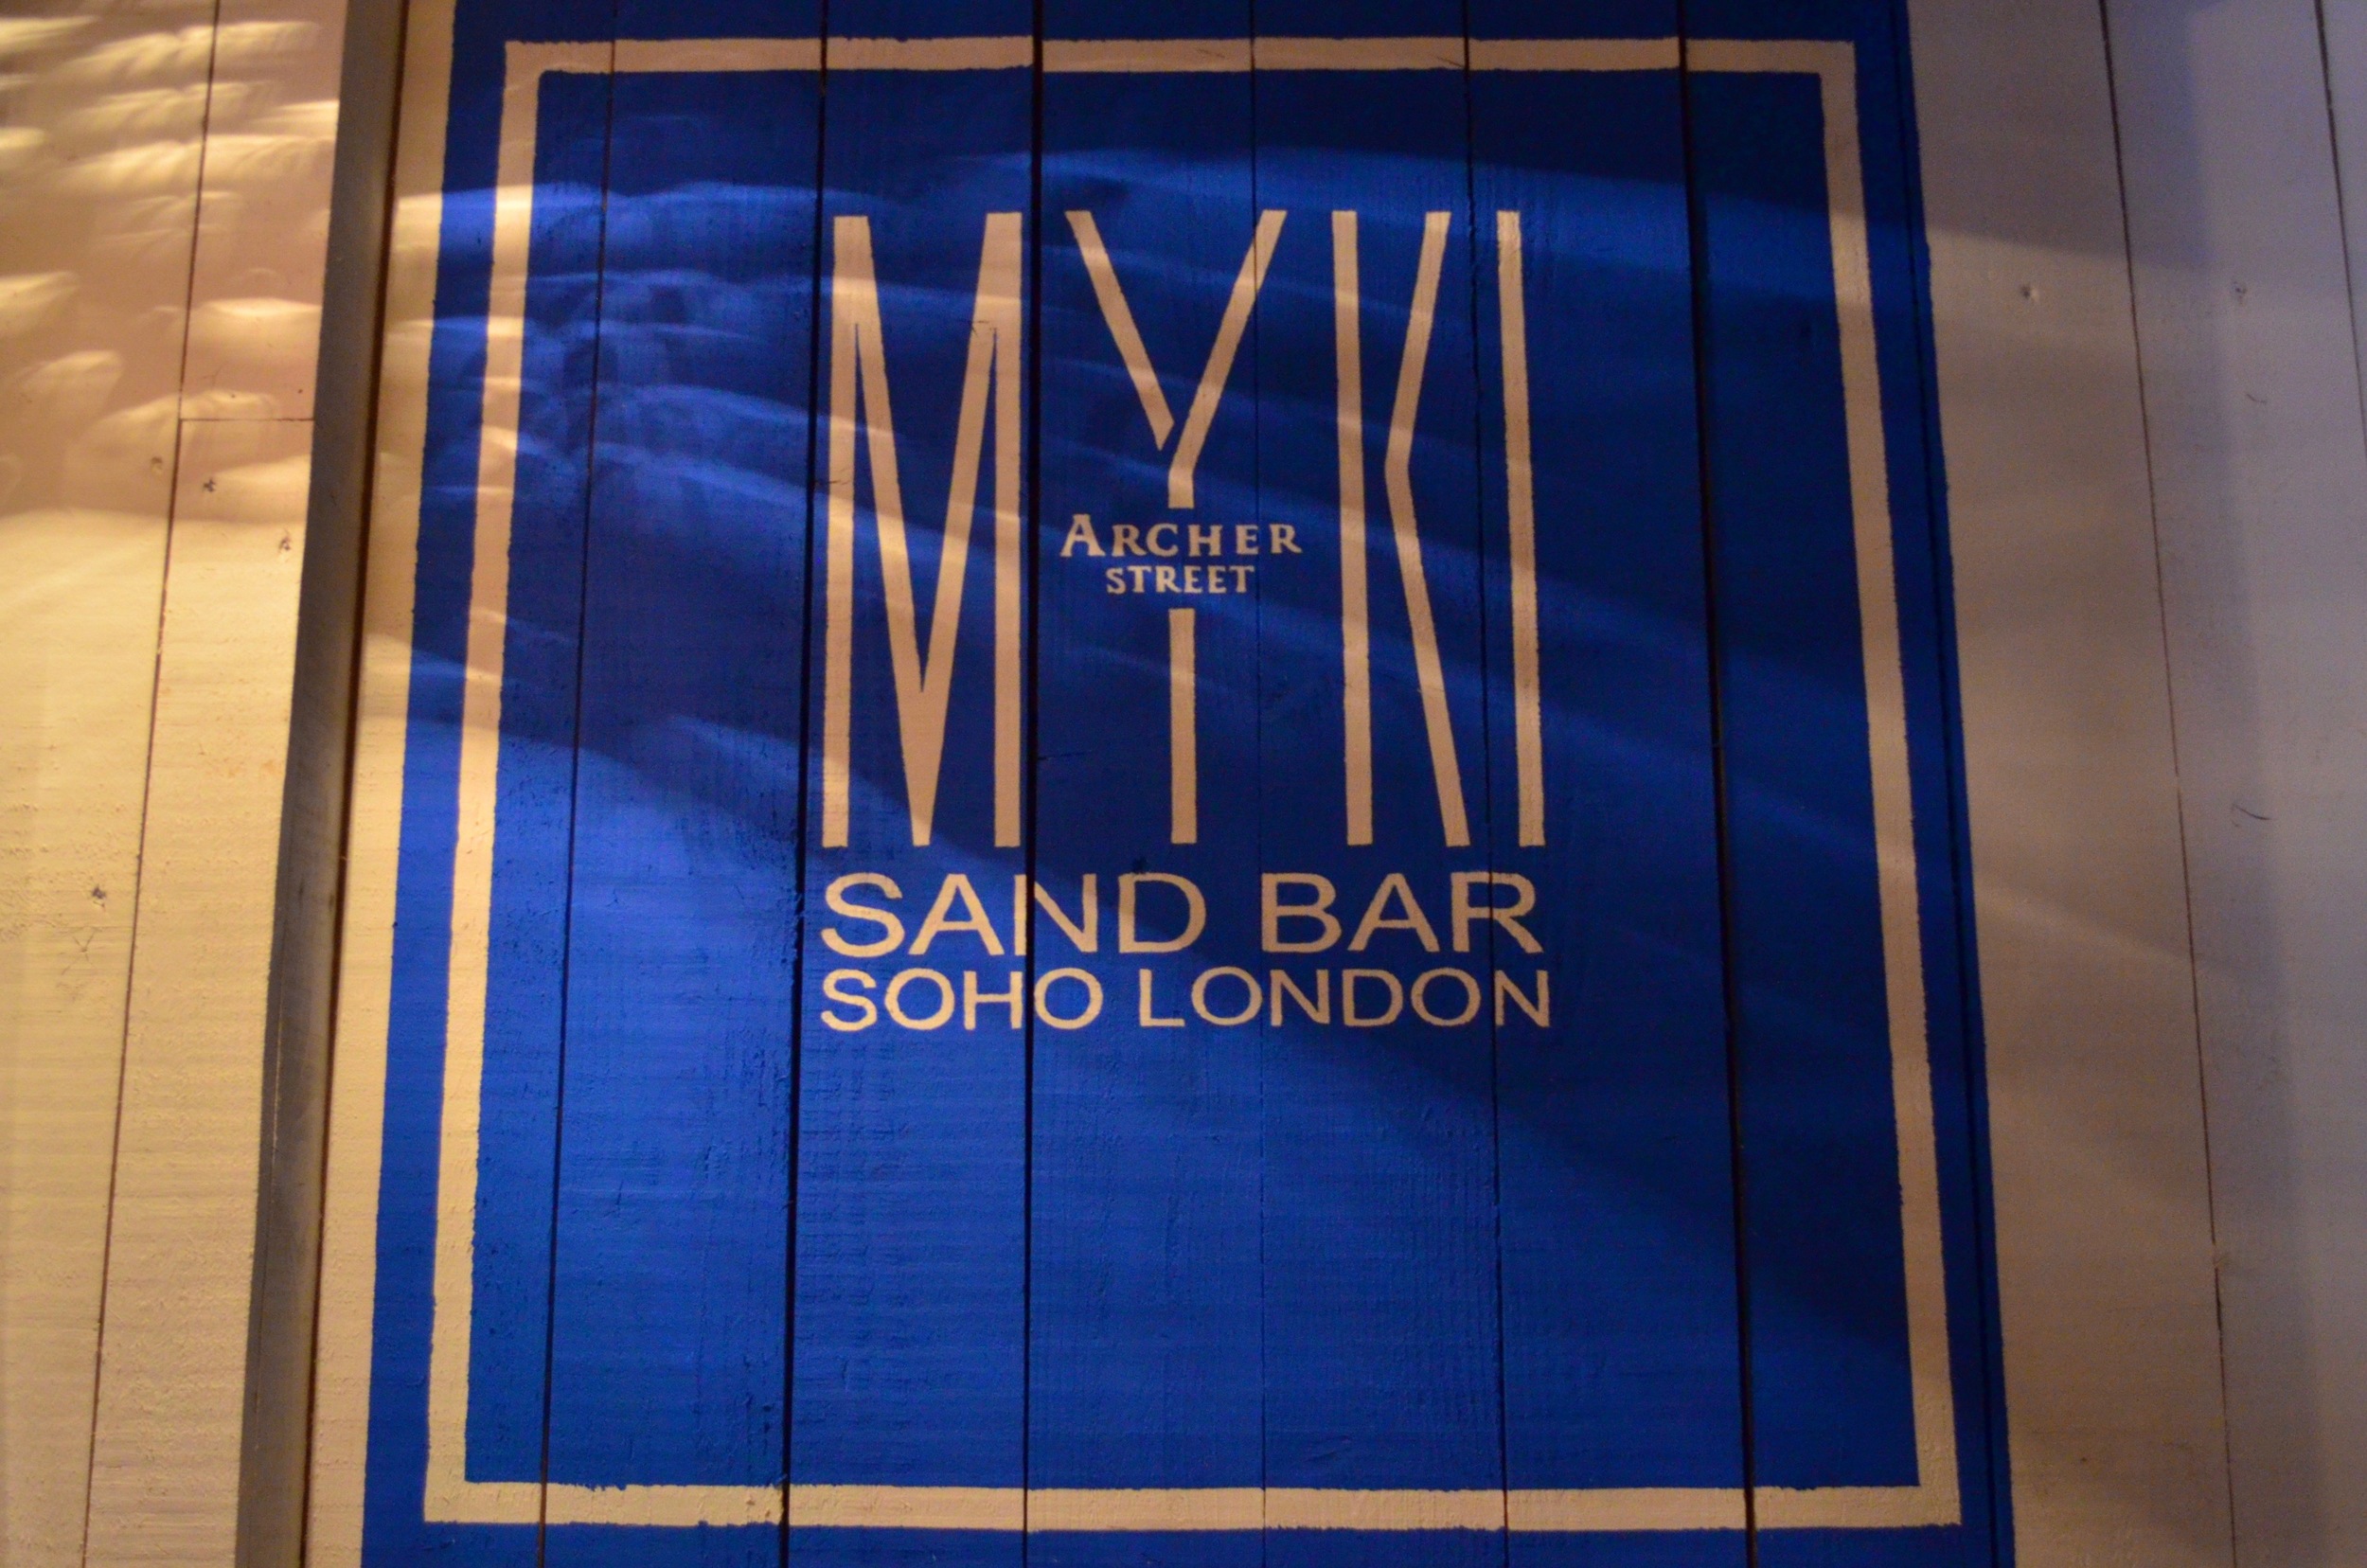 MYKI
ARCHER
STREET
SAND BAR
SOHO LONDON